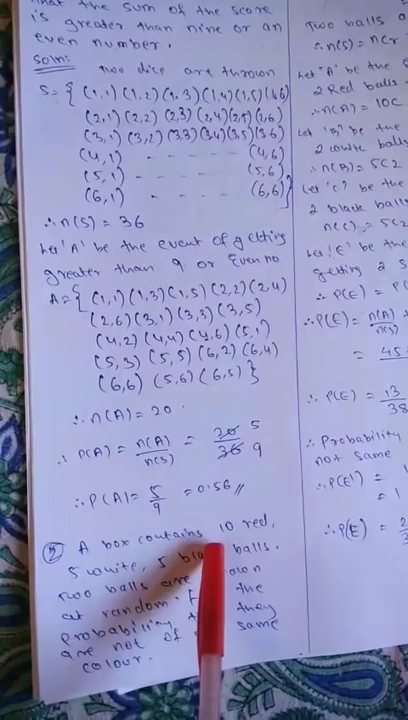 that the sum of the score
is greater than nine or an
even number.
Soln:
Two dice are thrown
S = { (1,1) (1,2) (1,3) (1,4) (1,5) (1,6)
(2,1) (2,2) (2,3) (2,4) (2,5) (2,6)
(3,1) (3,2) (3,3) (3,4) (3,5) (3,6)
(4,1) - - - - - - (4,6)
(5,1) - - - - - (5,6)
(6,1) - - - - - (6,6) }
∴ n(S) = 36
Let 'A' be the event of getting
greater than 9 or Even no
A = { (1,1) (1,3) (1,5) (2,2) (2,4)
(2,6) (3,1) (3,3) (3,5)
(4,2) (4,4) (4,6) (5,1)
(5,3) (5,5) (6,2) (6,4)
(6,6) (5,6) (6,5) }
∴ n(A) = 20
∴ P(A) = n(A)/n(S) = 20/36 5/9
∴ P(A) = 5/9 = 0.56 //
② A box contains 10 red,
5 white, 5 balls.
Two balls are
at random. the
probability they
are not of same
colour.
Two balls
∴ n(S) = nCr
Let "A" be the
2 Red balls
∴ n(A) = 10C
Let 'B' be the
2 white balls
∴ n(B) = 5C2
Let 'C' be the
2 black balls
n(C) = 5C2
Let 'E' be the
getting 2
∴ P(E) = P(
∴ P(E) = n(A)/n(S)
= 45
∴ P(E) = 13/38
∴ Probability
not same
∴ P(E') =
= 1
∴ P(E) =